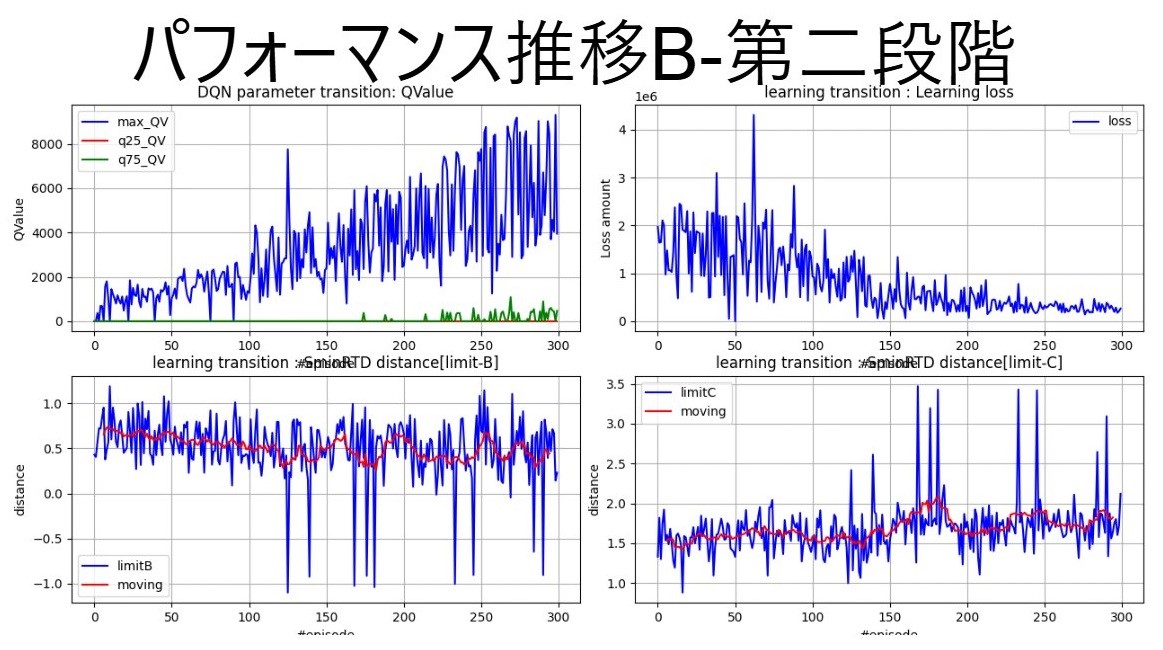 パフォーマンス推移B-第二段階
DQN parameter transition: QValue
max_QV
q25_QV
q75_QV
QValue
8000
6000
4000
2000
0
0 50 100 150 200 250 300
#episode
learning transition : Learning loss
1e6
loss
Loss amount
4
3
2
1
0
0 50 100 150 200 250 300
#episode
learning transition : SminRTD distance[limit-B]
distance
1.0
0.5
0.0
−0.5
−1.0
limitB
moving
0 50 100 150 200 250 300
#episode
learning transition : SminRTD distance[limit-C]
limitC
moving
distance
3.5
3.0
2.5
2.0
1.5
1.0
0 50 100 150 200 250 300
#episode